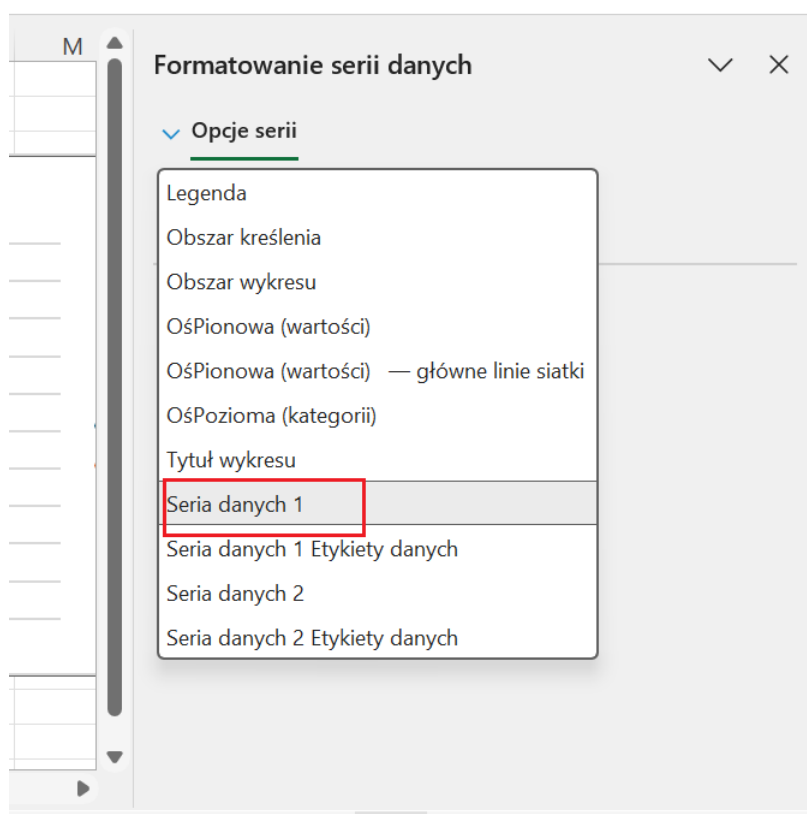 M
Formatowanie serii danych
Opcje serii
Legenda
Obszar kreślenia
Obszar wykresu
OśPionowa (wartości)
OśPionowa (wartości) — główne linie siatki
OśPozioma (kategorii)
Tytuł wykresu
Seria danych 1
Seria danych 1 Etykiety danych
Seria danych 2
Seria danych 2 Etykiety danych